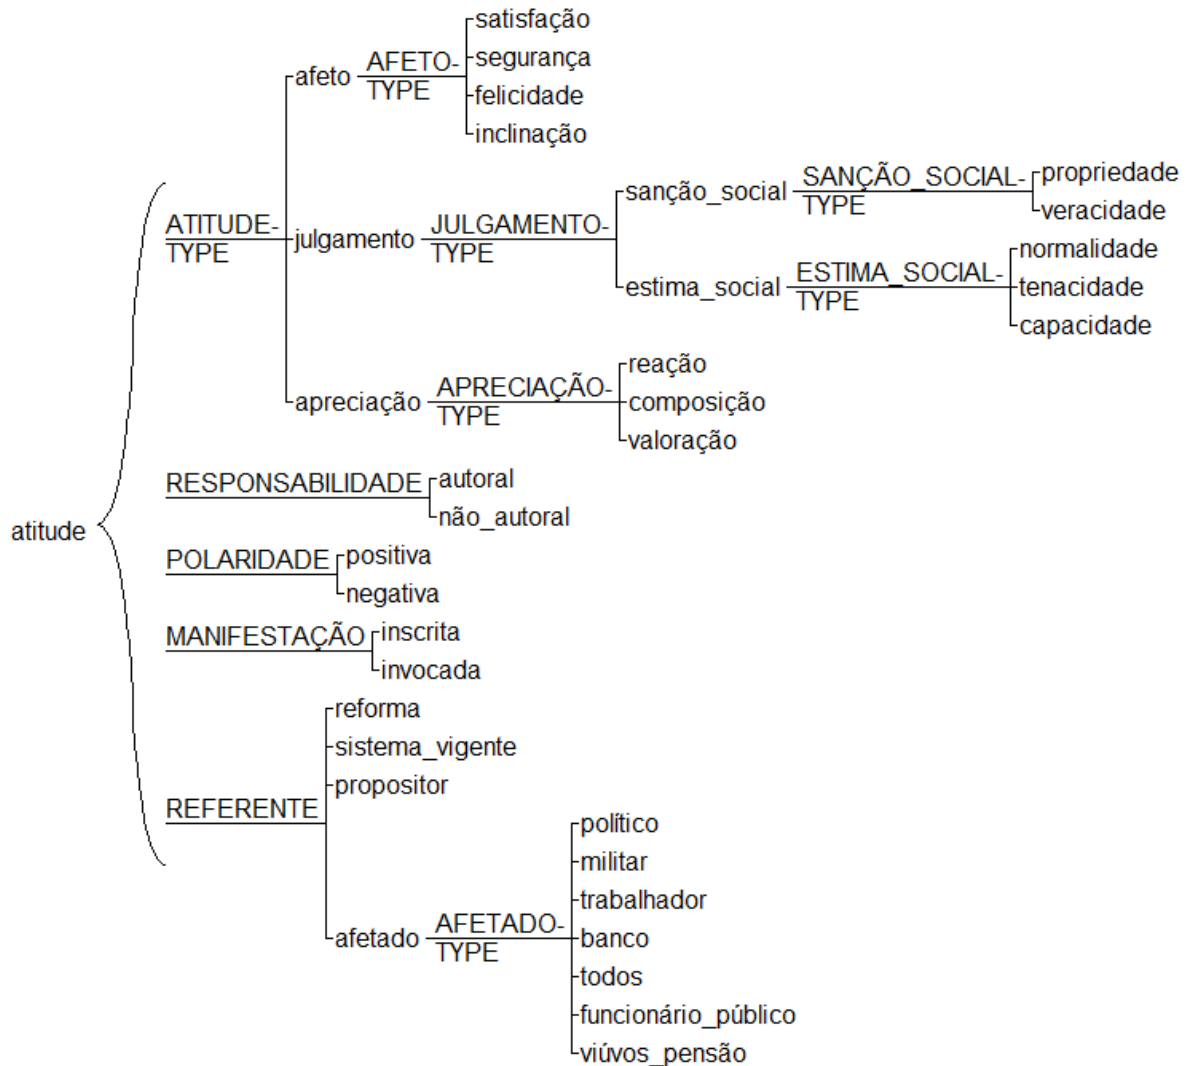 satisfação
segurança
felicidade
inclinação
afeto AFETO-
TYPE
propriedade
veracidade
sanção_social SANÇÃO_SOCIAL-
TYPE
ATITUDE-
TYPE
julgamento JULGAMENTO-
TYPE
normalidade
tenacidade
capacidade
estima_social ESTIMA_SOCIAL-
TYPE
reação
composição
valoração
apreciação APRECIAÇÃO-
TYPE
RESPONSABILIDADE
autoral
não_autoral
atitude
POLARIDADE
positiva
negativa
MANIFESTAÇÃO
inscrita
invocada
REFERENTE
reforma
sistema_vigente
propositor
afetado AFETADO-
TYPE
político
militar
trabalhador
banco
todos
funcionário_público
viúvos_pensão